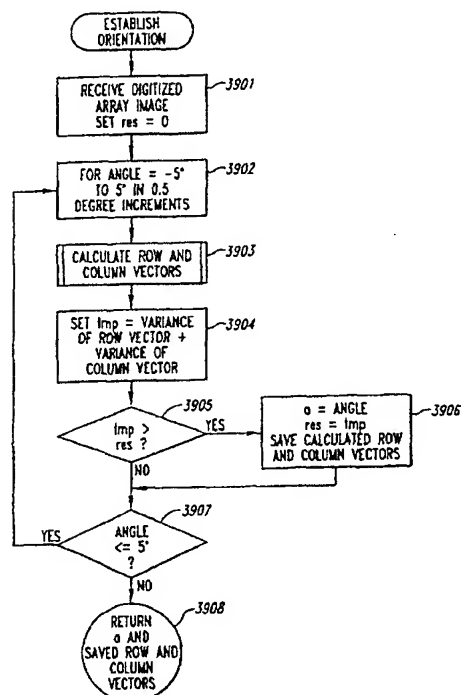 ESTABLISH
ORIENTATION
RECEIVE DIGITIZED
ARRAY IMAGE
SET res = 0
3901
FOR ANGLE = -5°
TO 5° IN 0.5
DEGREE INCREMENTS
3902
CALCULATE ROW AND
COLUMN VECTORS
3903
SET tmp = VARIANCE
OF ROW VECTOR +
VARIANCE OF
COLUMN VECTOR
3904
tmp >
res ?
3905
YES
NO
a = ANGLE
res = tmp
SAVE CALCULATED ROW
AND COLUMN VECTORS
3906
ANGLE
<= 5°
?
3907
YES
NO
RETURN
a AND
SAVED ROW AND
COLUMN
VECTORS
3908